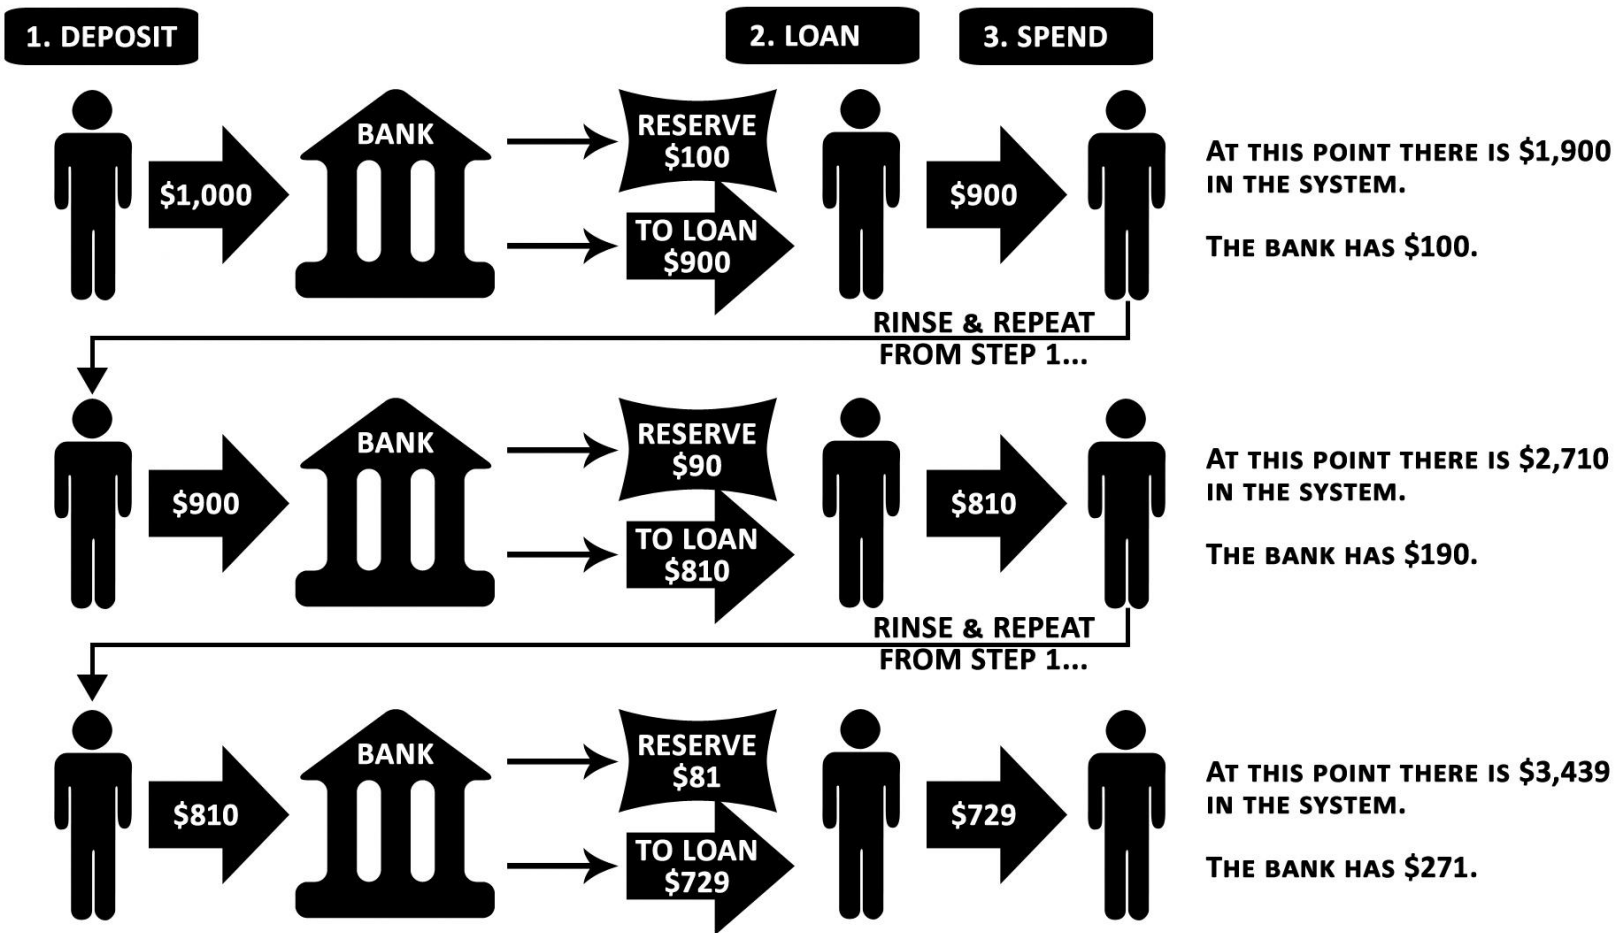 1. DEPOSIT
2. LOAN
3. SPEND
$1,000
BANK
RESERVE
$100
TO LOAN
$900
$900
AT THIS POINT THERE IS $1,900
IN THE SYSTEM.
THE BANK HAS $100.
RINSE & REPEAT
FROM STEP 1...
$900
BANK
RESERVE
$90
TO LOAN
$810
$810
AT THIS POINT THERE IS $2,710
IN THE SYSTEM.
THE BANK HAS $190.
RINSE & REPEAT
FROM STEP 1...
$810
BANK
RESERVE
$81
TO LOAN
$729
$729
AT THIS POINT THERE IS $3,439
IN THE SYSTEM.
THE BANK HAS $271.